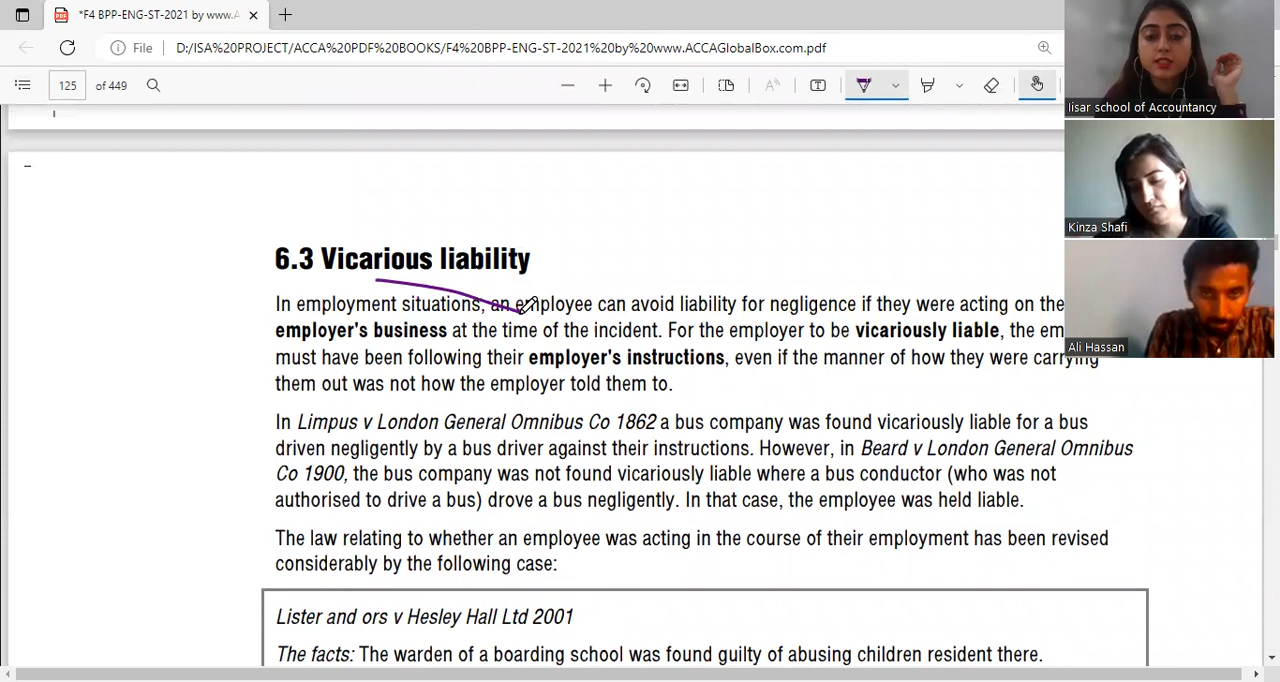 *F4 BPP-ENG-ST-2021 by www.A
File
D:/ISA%20PROJECT/ACCA%20PDF%20BOOKS/F4%20BPP-ENG-ST-2021%20by%20www.ACCAGlobalBox.com.pdf
125
of 449
lisar school of Accountancy
Kinza Shafi
Ali Hassan
6.3 Vicarious liability
In employment situations, an employee can avoid liability for negligence if they were acting on the
employer's business at the time of the incident. For the employer to be vicariously liable, the em
must have been following their employer's instructions, even if the manner of how they were carrying
them out was not how the employer told them to.
In Limpus v London General Omnibus Co 1862 a bus company was found vicariously liable for a bus
driven negligently by a bus driver against their instructions. However, in Beard v London General Omnibus
Co 1900, the bus company was not found vicariously liable where a bus conductor (who was not
authorised to drive a bus) drove a bus negligently. In that case, the employee was held liable.
The law relating to whether an employee was acting in the course of their employment has been revised
considerably by the following case:
Lister and ors v Hesley Hall Ltd 2001
The facts: The warden of a boarding school was found guilty of abusing children resident there.